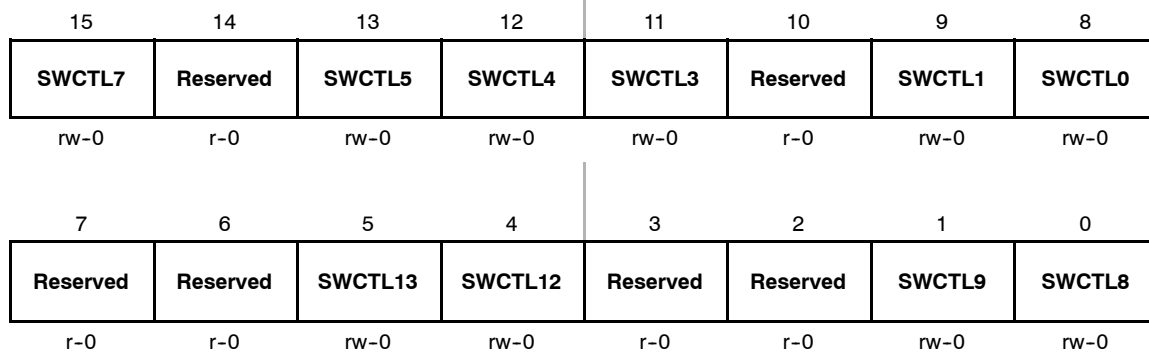 15 14 13 12 11 10 9 8
SWCTL7 Reserved SWCTL5 SWCTL4 SWCTL3 Reserved SWCTL1 SWCTL0
rw-0 r-0 rw-0 rw-0 rw-0 r-0 rw-0 rw-0
7 6 5 4 3 2 1 0
Reserved Reserved SWCTL13 SWCTL12 Reserved Reserved SWCTL9 SWCTL8
r-0 r-0 rw-0 rw-0 r-0 r-0 rw-0 rw-0